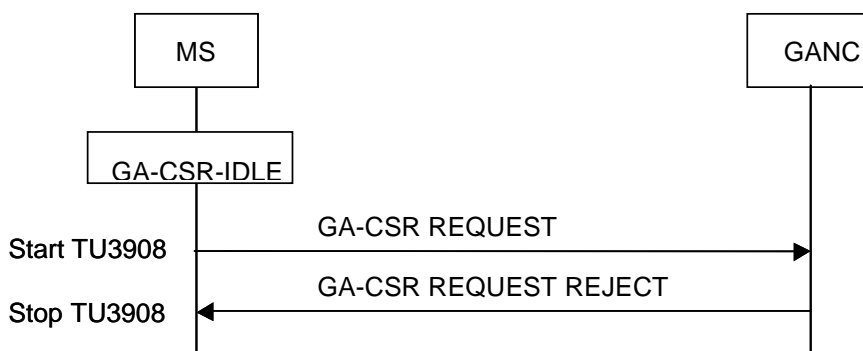 MS
GANC
GA-CSR-IDLE
GA-CSR REQUEST
Start TU3908
GA-CSR REQUEST REJECT
Stop TU3908